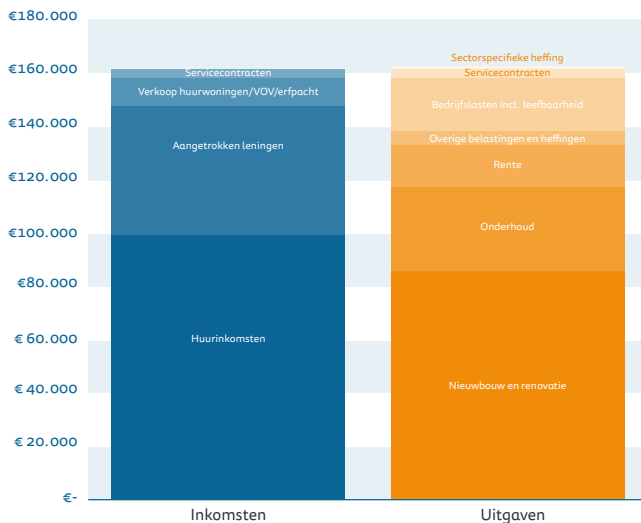 €180.000
€160.000
€140.000
€120.000
€100.000
€80.000
€ 60.000
€ 40.000
€ 20.000
€-
Servicecontracten
Verkoop huurwoningen/VOV/erfpacht
Aangetrokken leningen
Huurinkomsten
Sectorspecifieke heffing
Servicecontracten
Bedrijfslasten incl. leefbaarheid
Overige belastingen en heffingen
Rente
Onderhoud
Nieuwbouw en renovatie
Inkomsten
Uitgaven